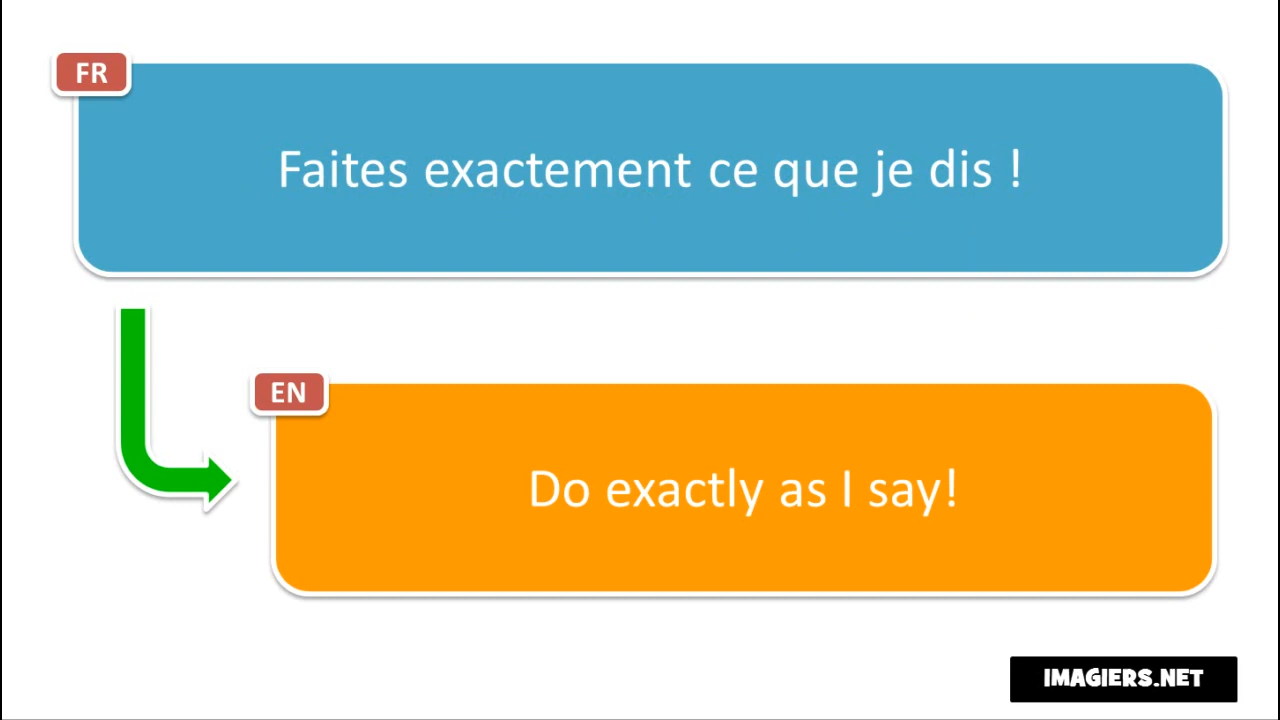 FR
Faites exactement ce que je dis !
EN
Do exactly as I say!
IMAGIERS.NET